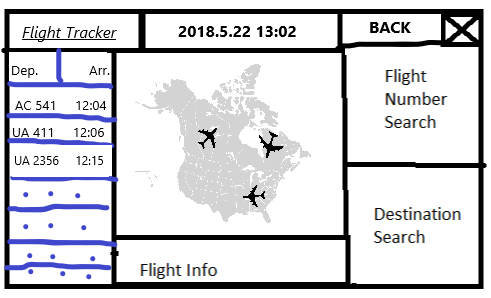 Flight Tracker
2018.5.22 13:02
BACK
Dep. Arr.
AC 541 12:04
UA 411 12:06
UA 2356 12:15
Flight
Number
Search
Destination
Search
Flight Info